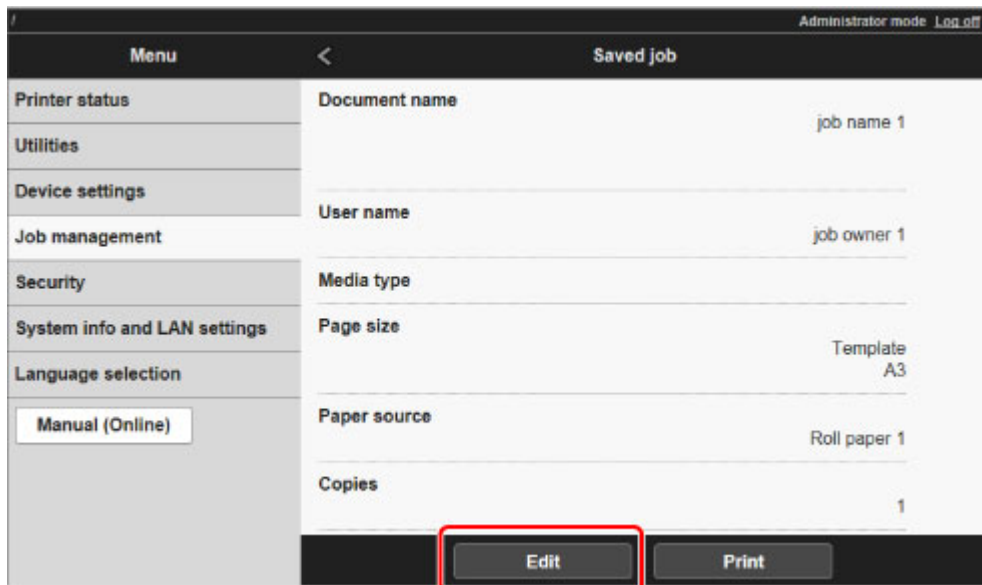 /
Administrator mode Log off
Menu
< Saved job
Printer status
Utilities
Device settings
Job management
Security
System info and LAN settings
Language selection
Manual (Online)
Document name
job name 1
User name
job owner 1
Media type
Page size
Template
A3
Paper source
Roll paper 1
Copies
1
Edit
Print